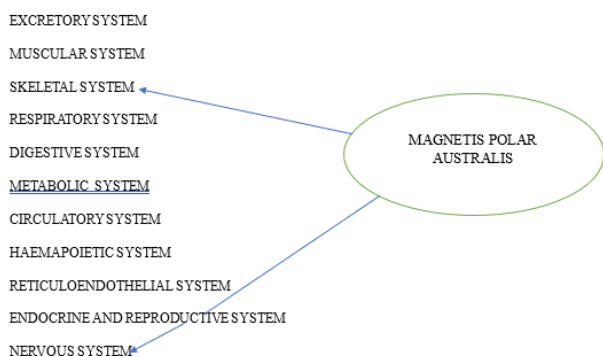 EXCRETORY SYSTEM
MUSCULAR SYSTEM
SKELETAL SYSTEM
RESPIRATORY SYSTEM
DIGESTIVE SYSTEM
METABOLIC SYSTEM
CIRCULATORY SYSTEM
HAEMAPOIETIC SYSTEM
RETICULOENDOTHELIAL SYSTEM
ENDOCRINE AND REPRODUCTIVE SYSTEM
NERVOUS SYSTEM
MAGNETIS POLAR
AUSTRALIS